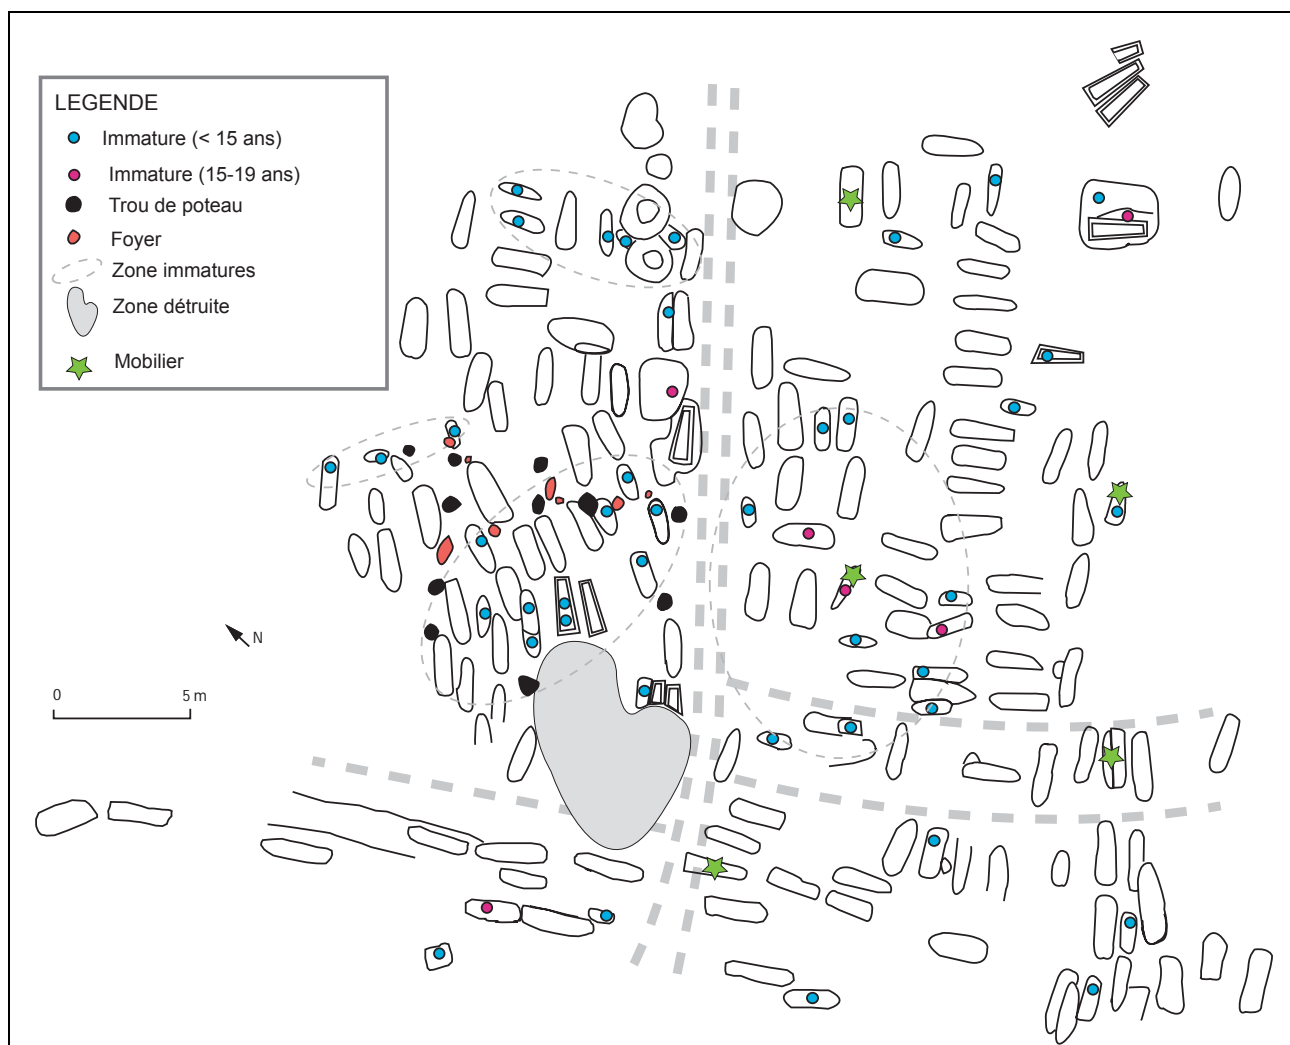 LEGENDE
Immature (< 15 ans)
Immature (15-19 ans)
Trou de poteau
Foyer
Zone immatures
Zone détruite
Mobilier
N
0 5 m